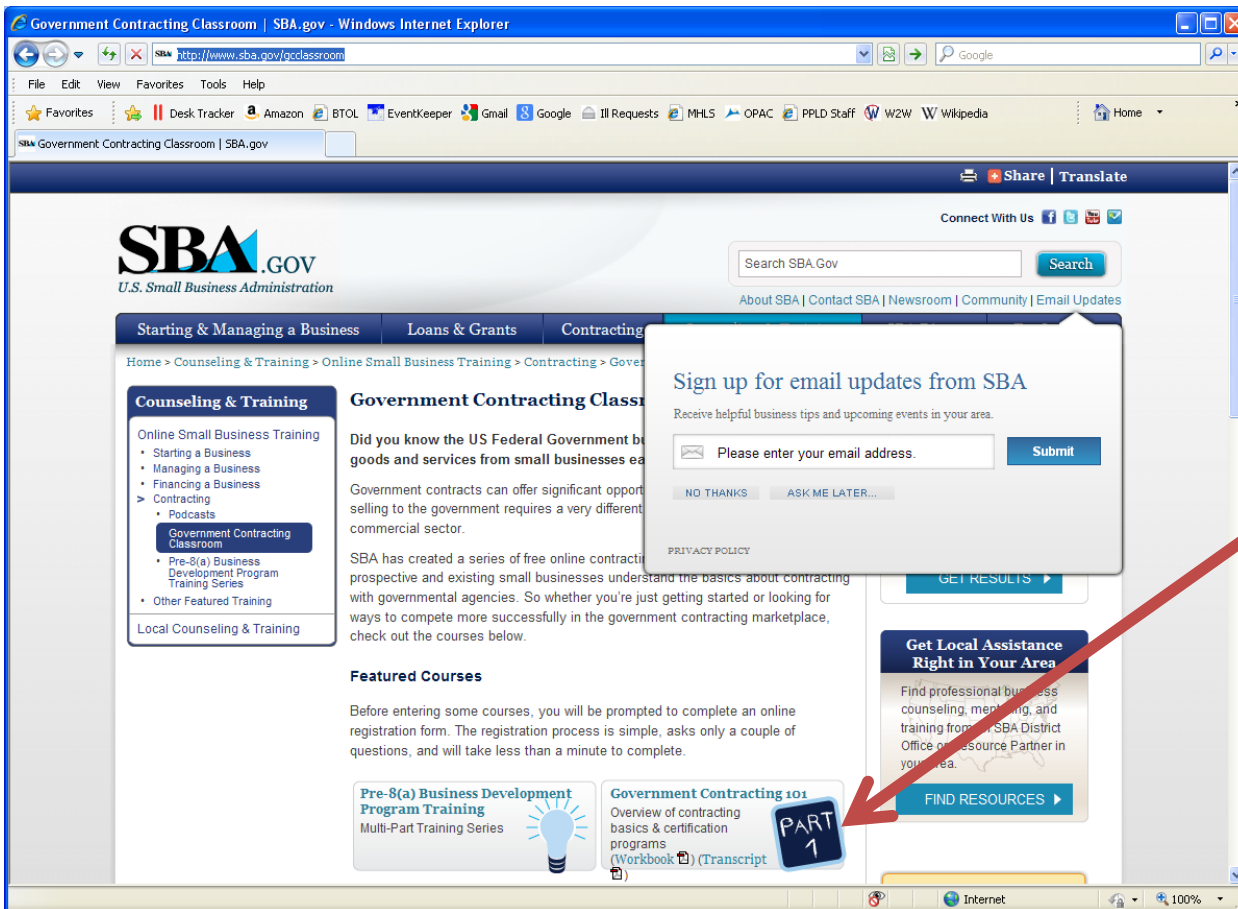 Government Contracting Classroom | SBA.gov - Windows Internet Explorer
http://www.sba.gov/gcclassroom
Google
File Edit View Favorites Tools Help
Favorites Desk Tracker Amazon BTOL EventKeeper Gmail Google Ill Requests MHLS OPAC PPLD Staff W2W Wikipedia Home
Government Contracting Classroom | SBA.gov
Share | Translate
Connect With Us
SBA.GOV
U.S. Small Business Administration
Search SBA.Gov Search
About SBA | Contact SBA | Newsroom | Community | Email Updates
Starting & Managing a Business Loans & Grants Contracting
Home > Counseling & Training > Online Small Business Training > Contracting >
Sign up for email updates from SBA
Receive helpful business tips and upcoming events in your area.
Please enter your email address. Submit
NO THANKS ASK ME LATER...
PRIVACY POLICY
Counseling & Training
Online Small Business Training
• Starting a Business
• Managing a Business
• Financing a Business
> Contracting
• Podcasts
Government Contracting
Classroom
• Pre-8(a) Business
Development Program
Training Series
• Other Featured Training
Local Counseling & Training
Government Contracting
Did you know the US Federal Government
goods and services from small businesses
Government contracts can offer significant
selling to the government requires a very different
commercial sector.
SBA has created a series of free online
prospective and existing small businesses understand the basics about contracting
with governmental agencies. So whether you're just getting started or looking for
ways to compete more successfully in the government contracting marketplace,
check out the courses below.
Featured Courses
Before entering some courses, you will be prompted to complete an online
registration form. The registration process is simple, asks only a couple of
questions, and will take less than a minute to complete.
Pre-8(a) Business Development
Program Training
Multi-Part Training Series
Government Contracting 101
Overview of contracting
basics & certification
programs
(Workbook) (Transcript
)
PART
1
GET RESULTS
Get Local Assistance
Right in Your Area
Find professional business
counseling, mentoring, and
training from SBA District
Office or Resource Partner in
your area.
FIND RESOURCES
Internet 100%